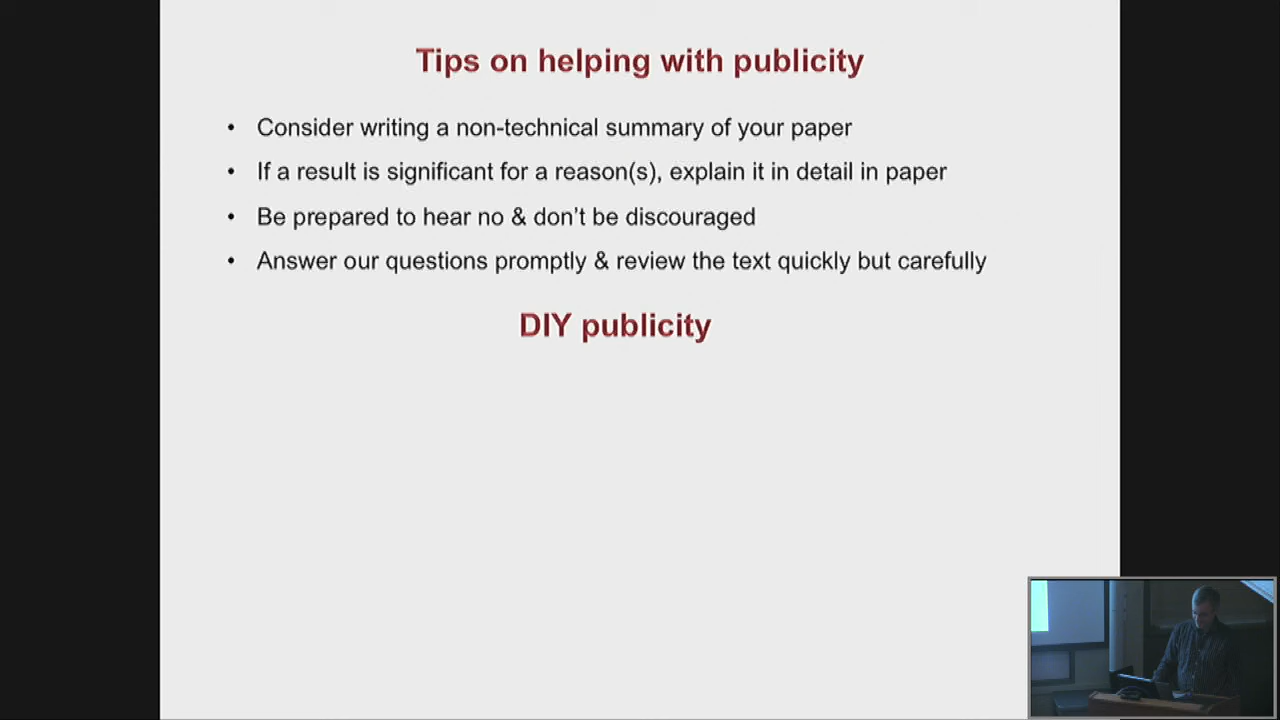 Tips on helping with publicity
• Consider writing a non-technical summary of your paper
• If a result is significant for a reason(s), explain it in detail in paper
• Be prepared to hear no & don't be discouraged
• Answer our questions promptly & review the text quickly but carefully
DIY publicity